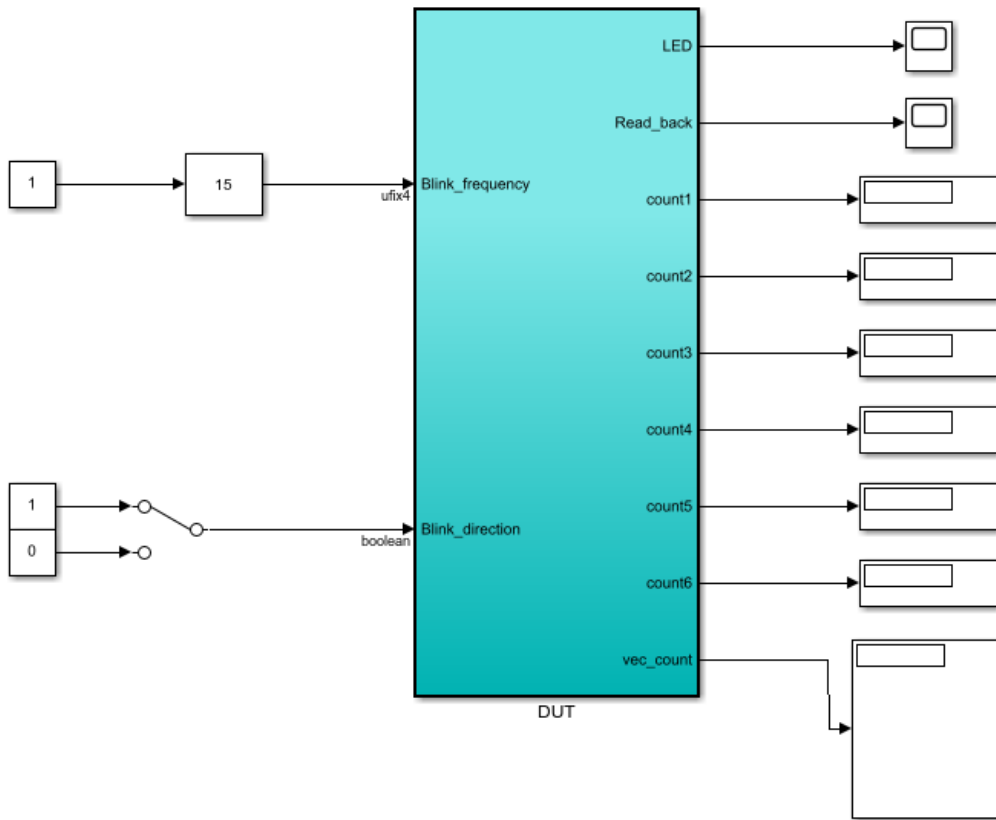 LED
Read_back
1
15
Blink_frequency
ufix4
count1
count2
count3
count4
1
count5
Blink_direction
boolean
0
count6
vec_count
DUT